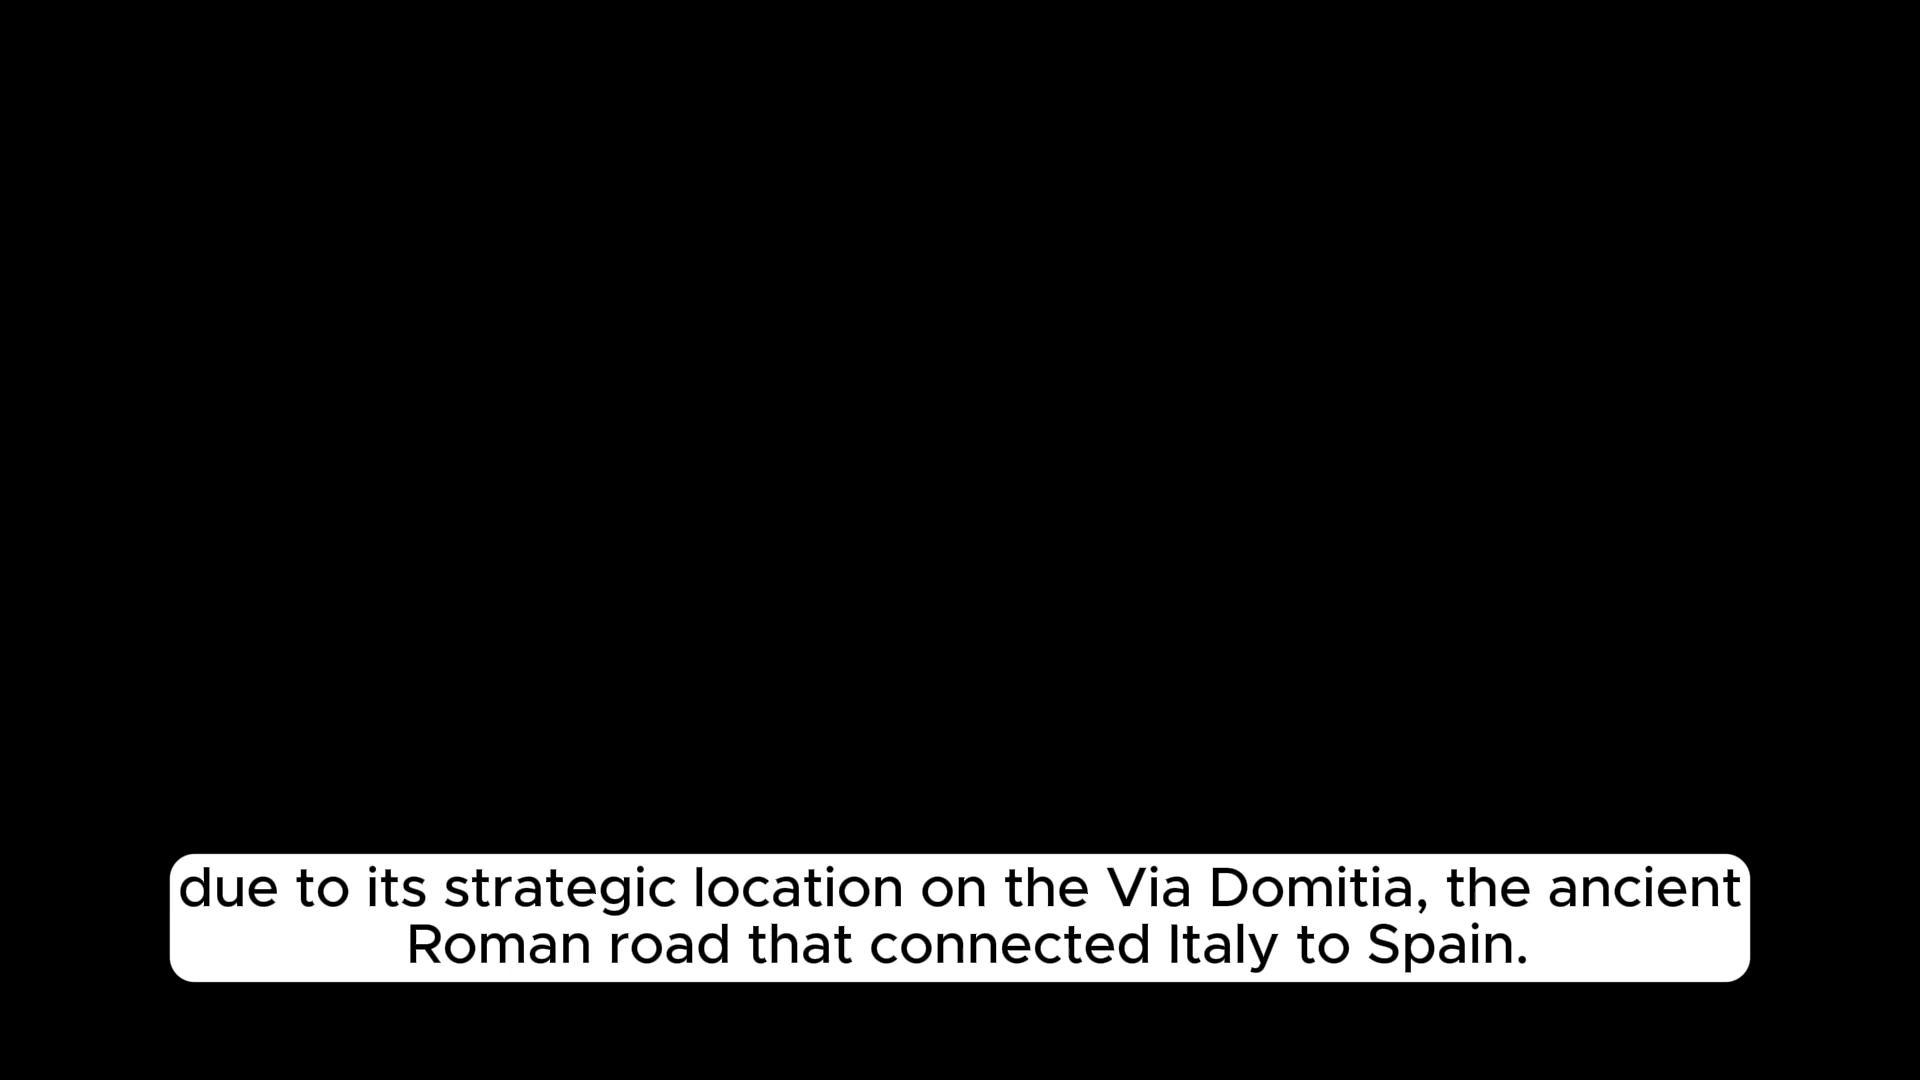 due to its strategic location on the Via Domitia, the ancient
Roman road that connected Italy to Spain.